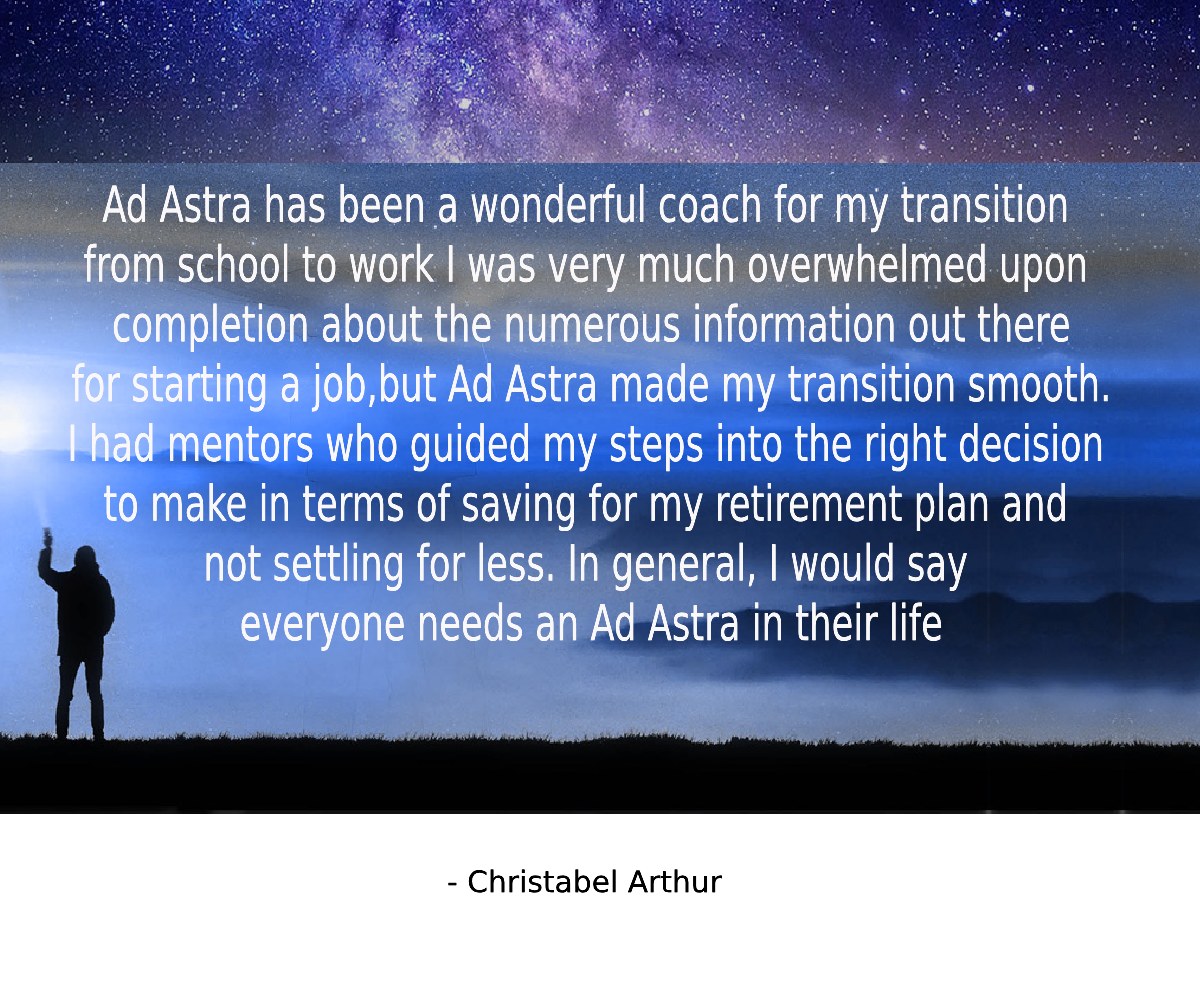 Ad Astra has been a wonderful coach for my transition
from school to work I was very much overwhelmed upon
completion about the numerous information out there
for starting a job,but Ad Astra made my transition smooth.
I had mentors who guided my steps into the right decision
to make in terms of saving for my retirement plan and
not settling for less. In general, I would say
everyone needs an Ad Astra in their life
- Christabel Arthur